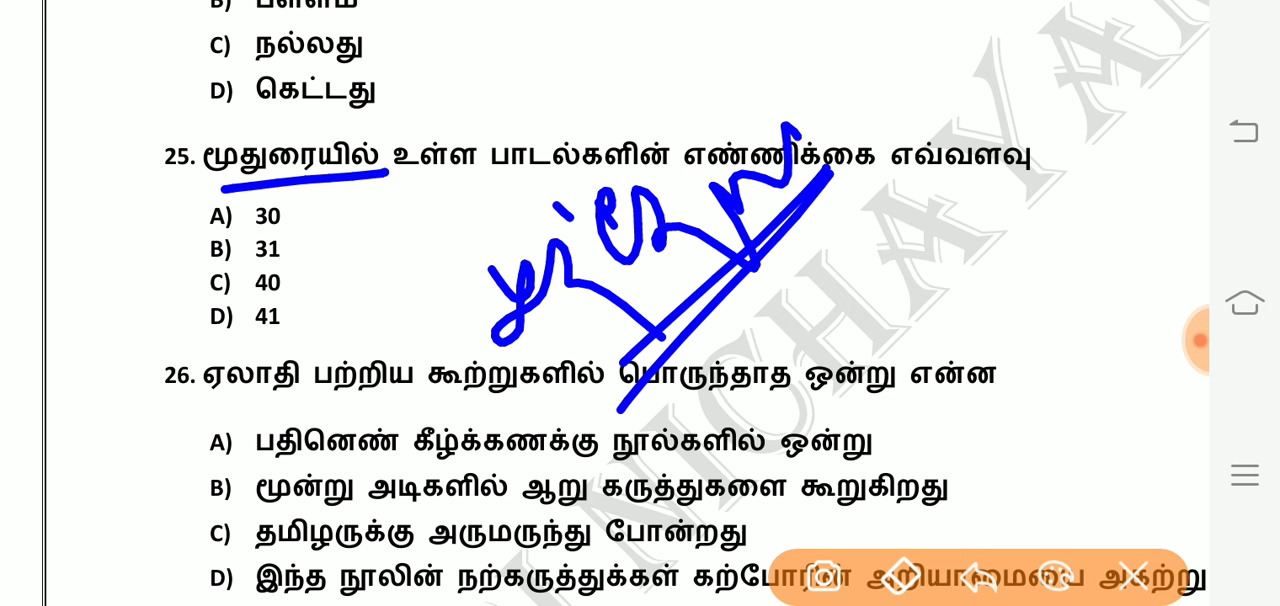 C) நல்லது
D) கெட்டது
25. மூதுரையில் உள்ள பாடல்களின் எண்ணிக்கை எவ்வளவு
A) 30
B) 31
C) 40
D) 41
26. ஏலாதி பற்றிய கூற்றுகளில் பொருந்தாத ஒன்று என்ன
A) பதினெண் கீழ்க்கணக்கு நூல்களில் ஒன்று
B) மூன்று அடிகளில் ஆறு கருத்துகளை கூறுகிறது
C) தமிழருக்கு அருமருந்து போன்றது
D) இந்த நூலின் நற்கருத்துக்கள் கற்போரின் அறியாமையை அகற்று